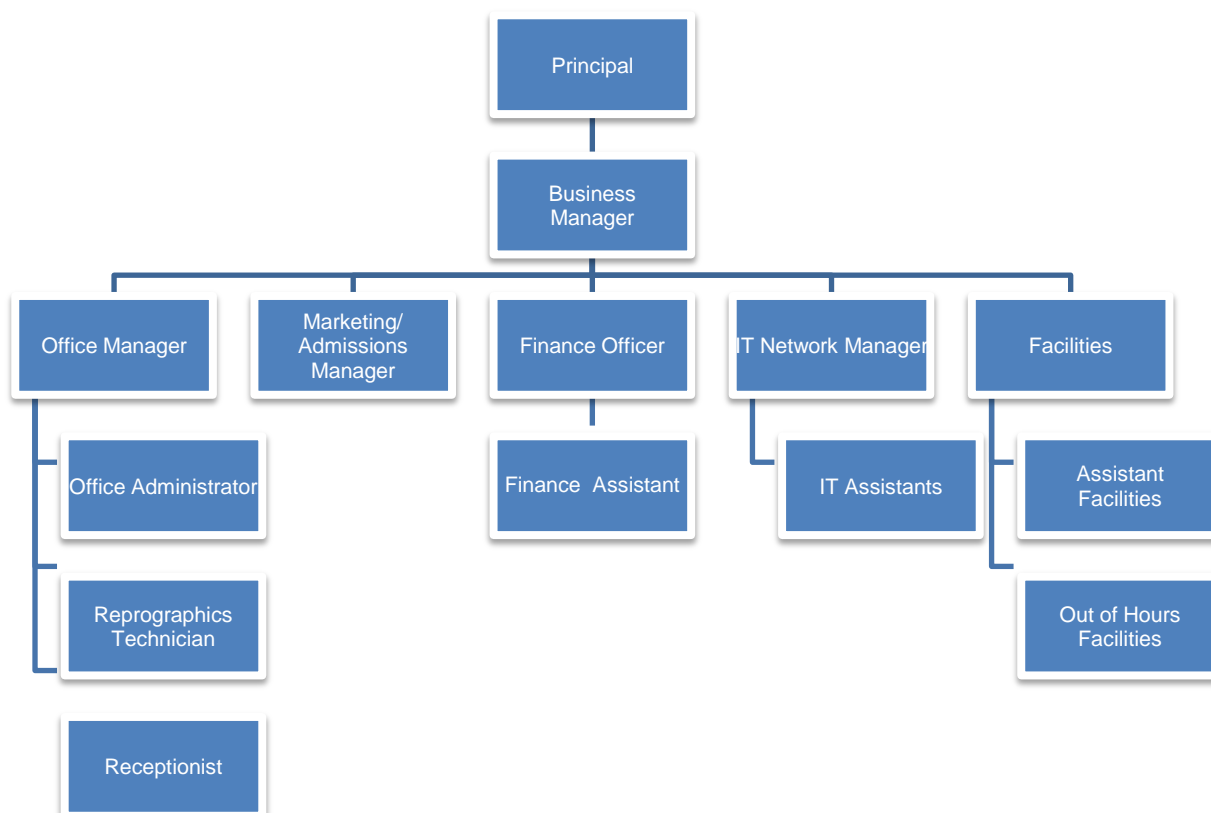 Principal
Business
Manager
Office Manager
Marketing/
Admissions
Manager
Finance Officer
IT Network Manager
Facilities
Office Administrator
Finance Assistant
IT Assistants
Assistant
Facilities
Reprographics
Technician
Out of Hours
Facilities
Receptionist